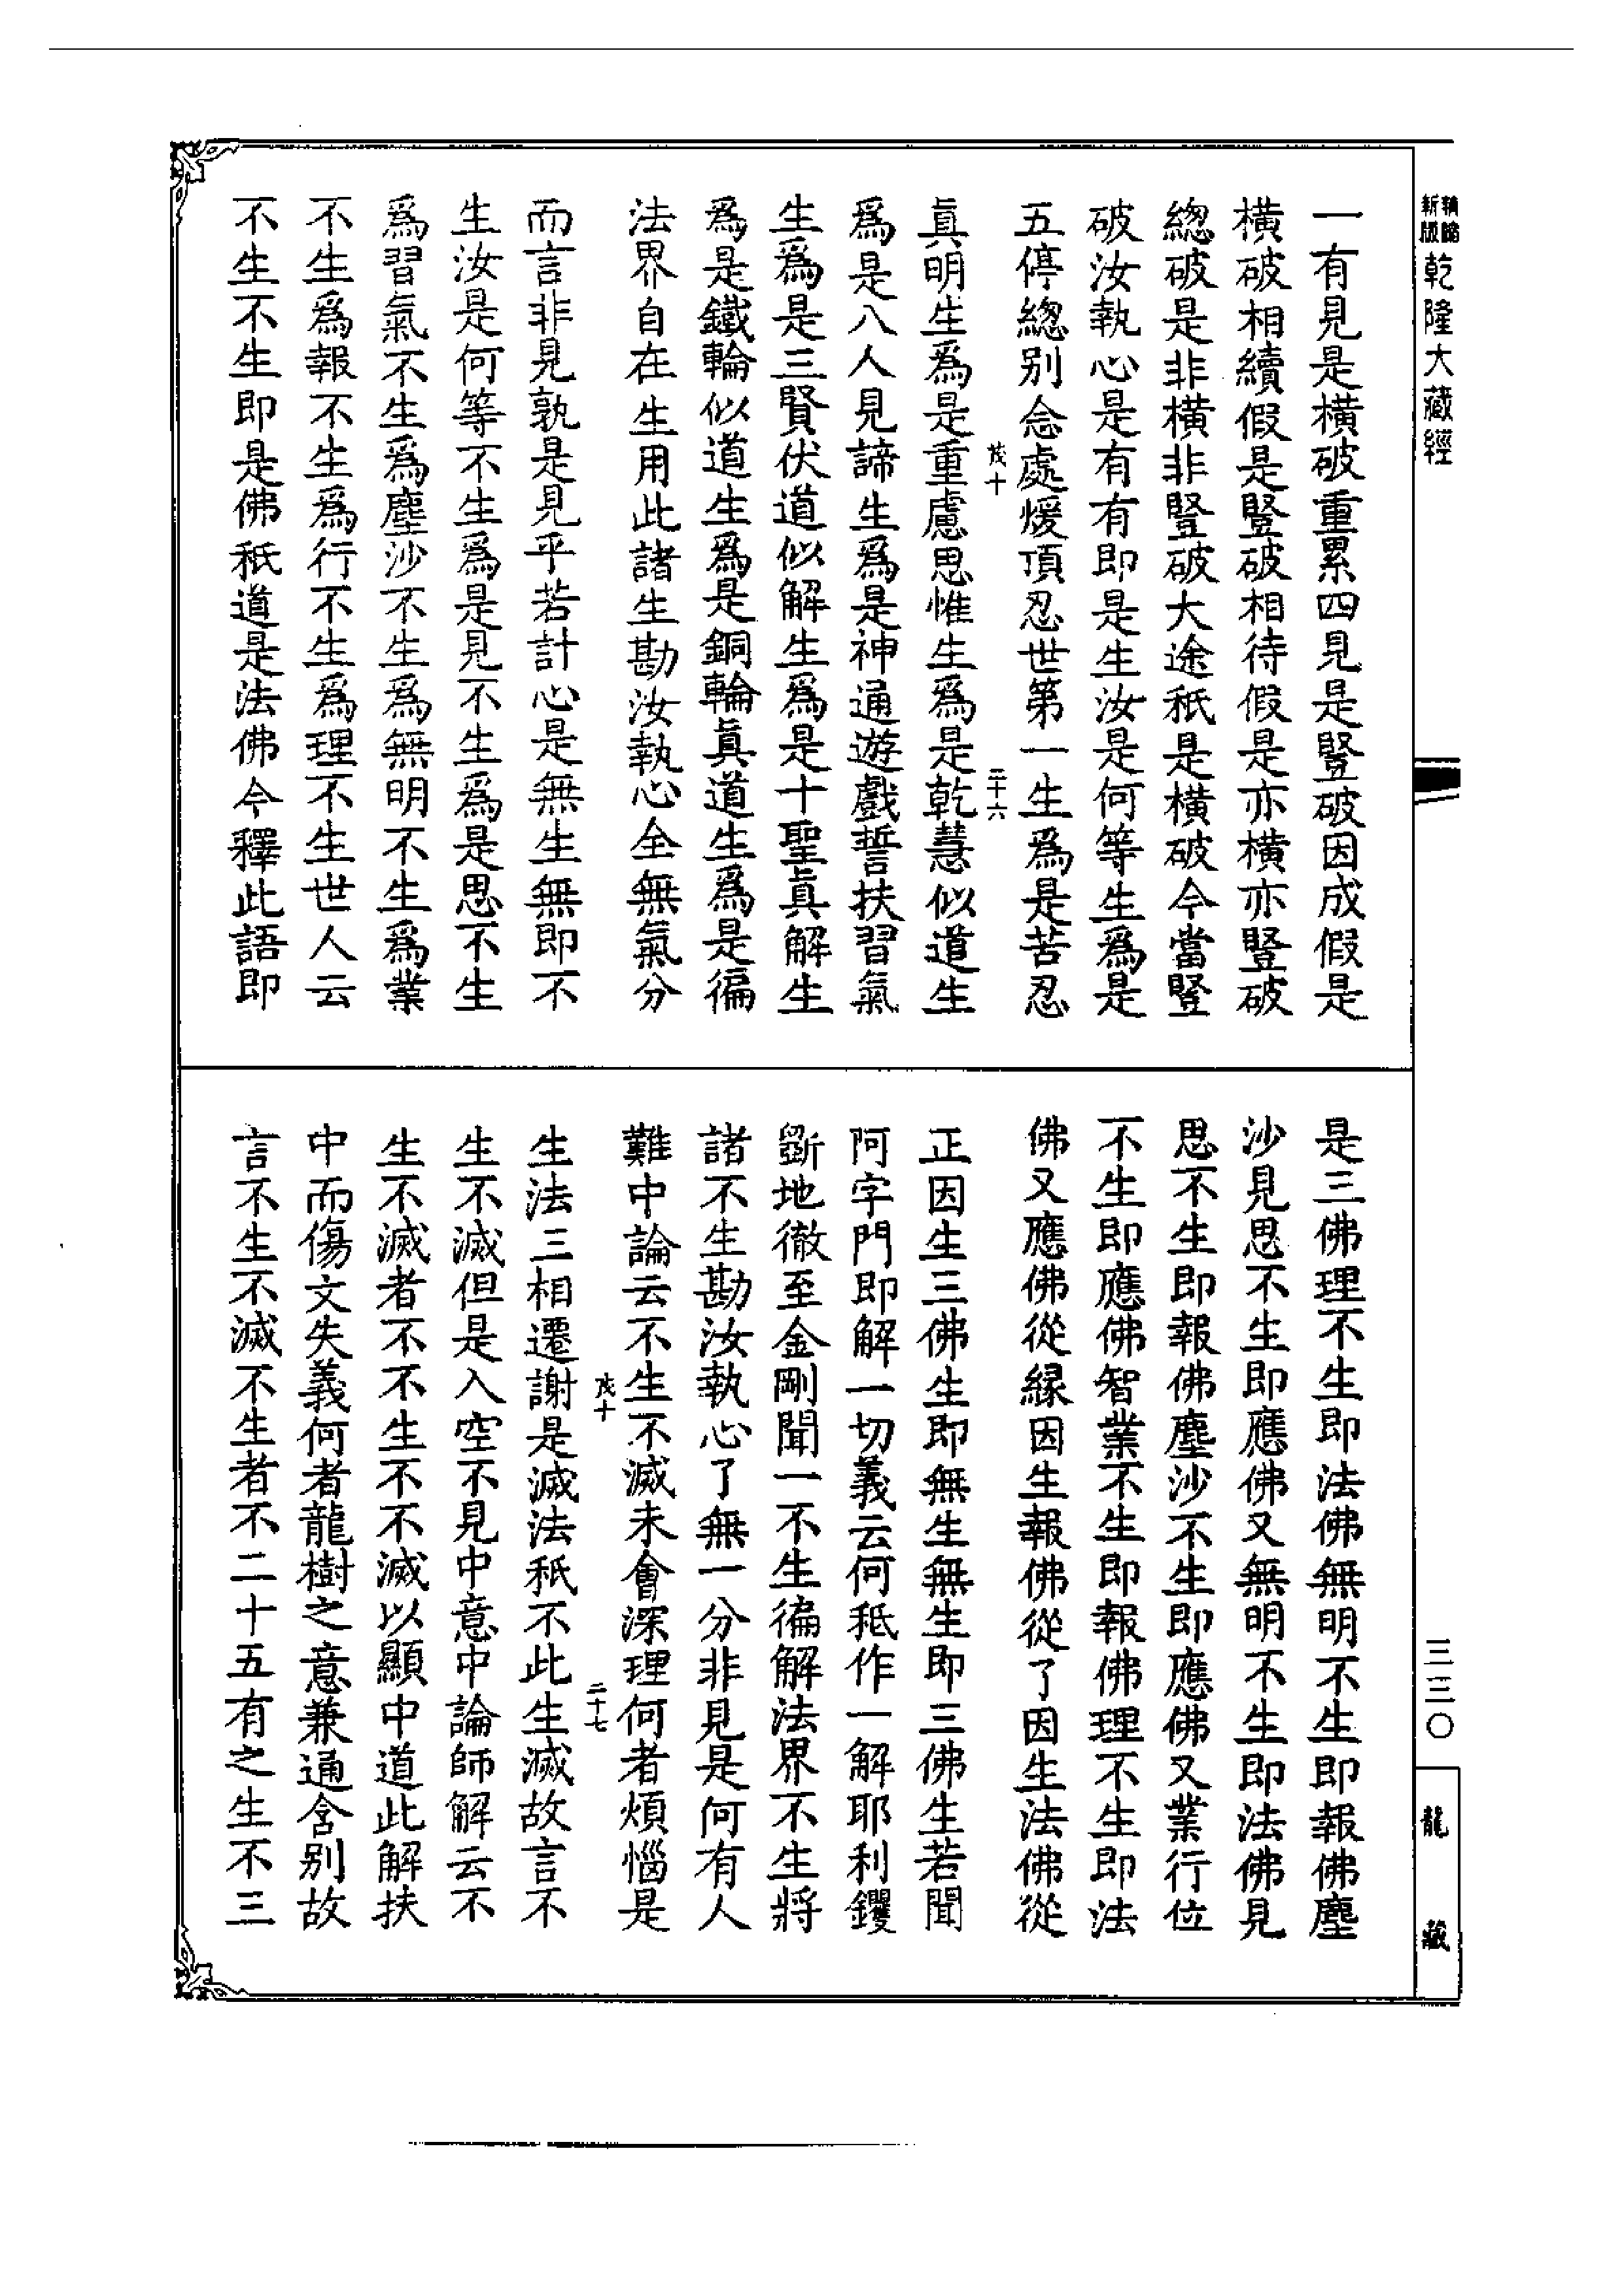 新版
乾隆大藏經
一有見是橫破重累四見是豎破因成假是
橫破相續假是豎破相待假是亦橫亦豎破
總破是非橫非豎破大途秖是橫破今當豎
破汝執心是有有即是生汝是何等生爲是
五停總別念處煖頂忍世第一生爲是苦忍
茂十
二十六
眞明生爲是重慮思惟生爲是乾慧似道生
爲是八人見諦生爲是神通遊戲誓扶習氣
生爲是三賢伏道似解生爲是十聖眞解生
爲是鐵輪似道生爲是銅輪眞道生爲是徧
法界自在生用此諸生勘汝執心全無氣分
而言非見孰是見乎若計心是無生無即不
生汝是何等不生爲是見不生爲是思不生
爲習氣不生爲塵沙不生爲無明不生爲業
不生爲報不生爲行不生爲理不生世人云
不生不生即是佛秖道是法佛今釋此語即
是三佛理不生即法佛無明不生即報佛塵
沙見思不生即應佛又無明不生即法佛見
思不生即報佛塵沙不生即應佛又業行位
不生即應佛智業不生即報佛理不生即法
佛又應佛從緣因生報佛從了因生法佛從
正因生三佛生即無生無生即三佛生若聞
阿字門即解一切義云何秖作一解耶利钁
斲地徹至金剛聞一不生徧解法界不生將
諸不生勘汝執心了無一分非見是何有人
難中論云不生不滅未會深理何者煩惱是
茂十
二十七
生法三相遷謝是滅法秖不此生滅故言不
生不滅但是入空不見中意中論師解云不
生不滅者不不生不不滅以顯中道此解扶
中而傷文失義何者龍樹之意兼通含別故
言不生不滅不生者不二十五有之生不三
三三〇
龍藏